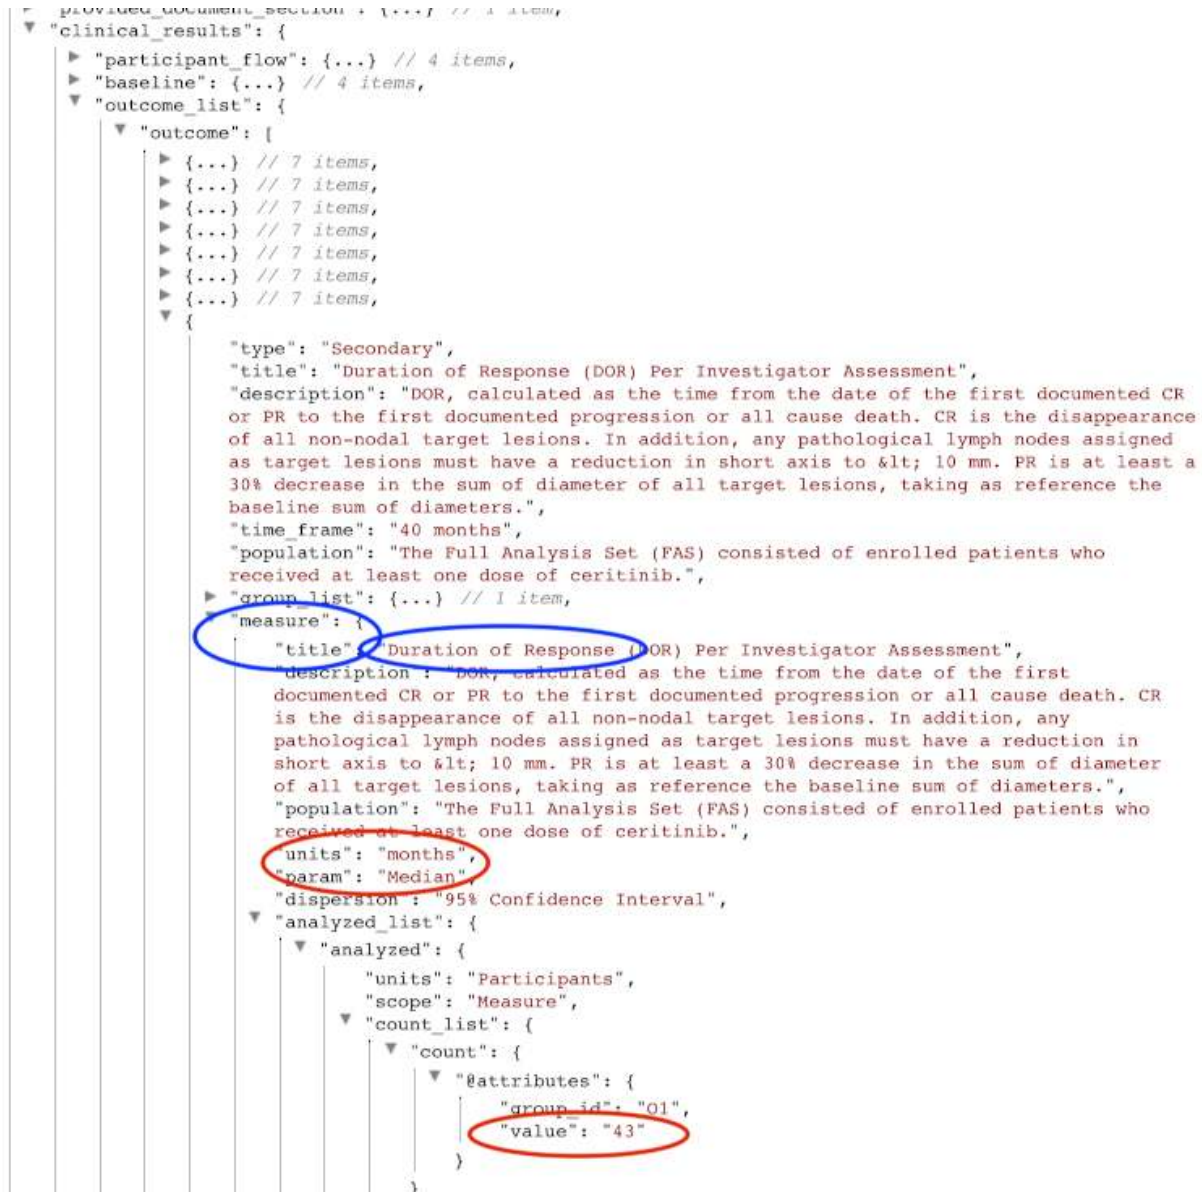 "provided_document_section": {...} // 1 item,
"clinical_results": {
"participant_flow": {...} // 4 items,
"baseline": {...} // 4 items,
"outcome_list": {
"outcome": [
{...} // 7 items,
{...} // 7 items,
{...} // 7 items,
{...} // 7 items,
{...} // 7 items,
{...} // 7 items,
{...} // 7 items,
{
"type": "Secondary",
"title": "Duration of Response (DOR) Per Investigator Assessment",
"description": "DOR, calculated as the time from the date of the first documented CR
or PR to the first documented progression or all cause death. CR is the disappearance
of all non-nodal target lesions. In addition, any pathological lymph nodes assigned
as target lesions must have a reduction in short axis to &lt; 10 mm. PR is at least a
30% decrease in the sum of diameter of all target lesions, taking as reference the
baseline sum of diameters.",
"time_frame": "40 months",
"population": "The Full Analysis Set (FAS) consisted of enrolled patients who
received at least one dose of ceritinib.",
"group_list": {...} // 1 item,
"measure": {
"title": "Duration of Response (DOR) Per Investigator Assessment",
"description": "DOR, calculated as the time from the date of the first
documented CR or PR to the first documented progression or all cause death. CR
is the disappearance of all non-nodal target lesions. In addition, any
pathological lymph nodes assigned as target lesions must have a reduction in
short axis to &lt; 10 mm. PR is at least a 30% decrease in the sum of diameter
of all target lesions, taking as reference the baseline sum of diameters.",
"population": "The Full Analysis Set (FAS) consisted of enrolled patients who
received at least one dose of ceritinib.",
"units": "months",
"param": "Median",
"dispersion": "95% Confidence Interval",
"analyzed_list": {
"analyzed": {
"units": "Participants",
"scope": "Measure",
"count_list": {
"count": {
"@attributes": {
"group_id": "O1",
"value": "43"
}
}